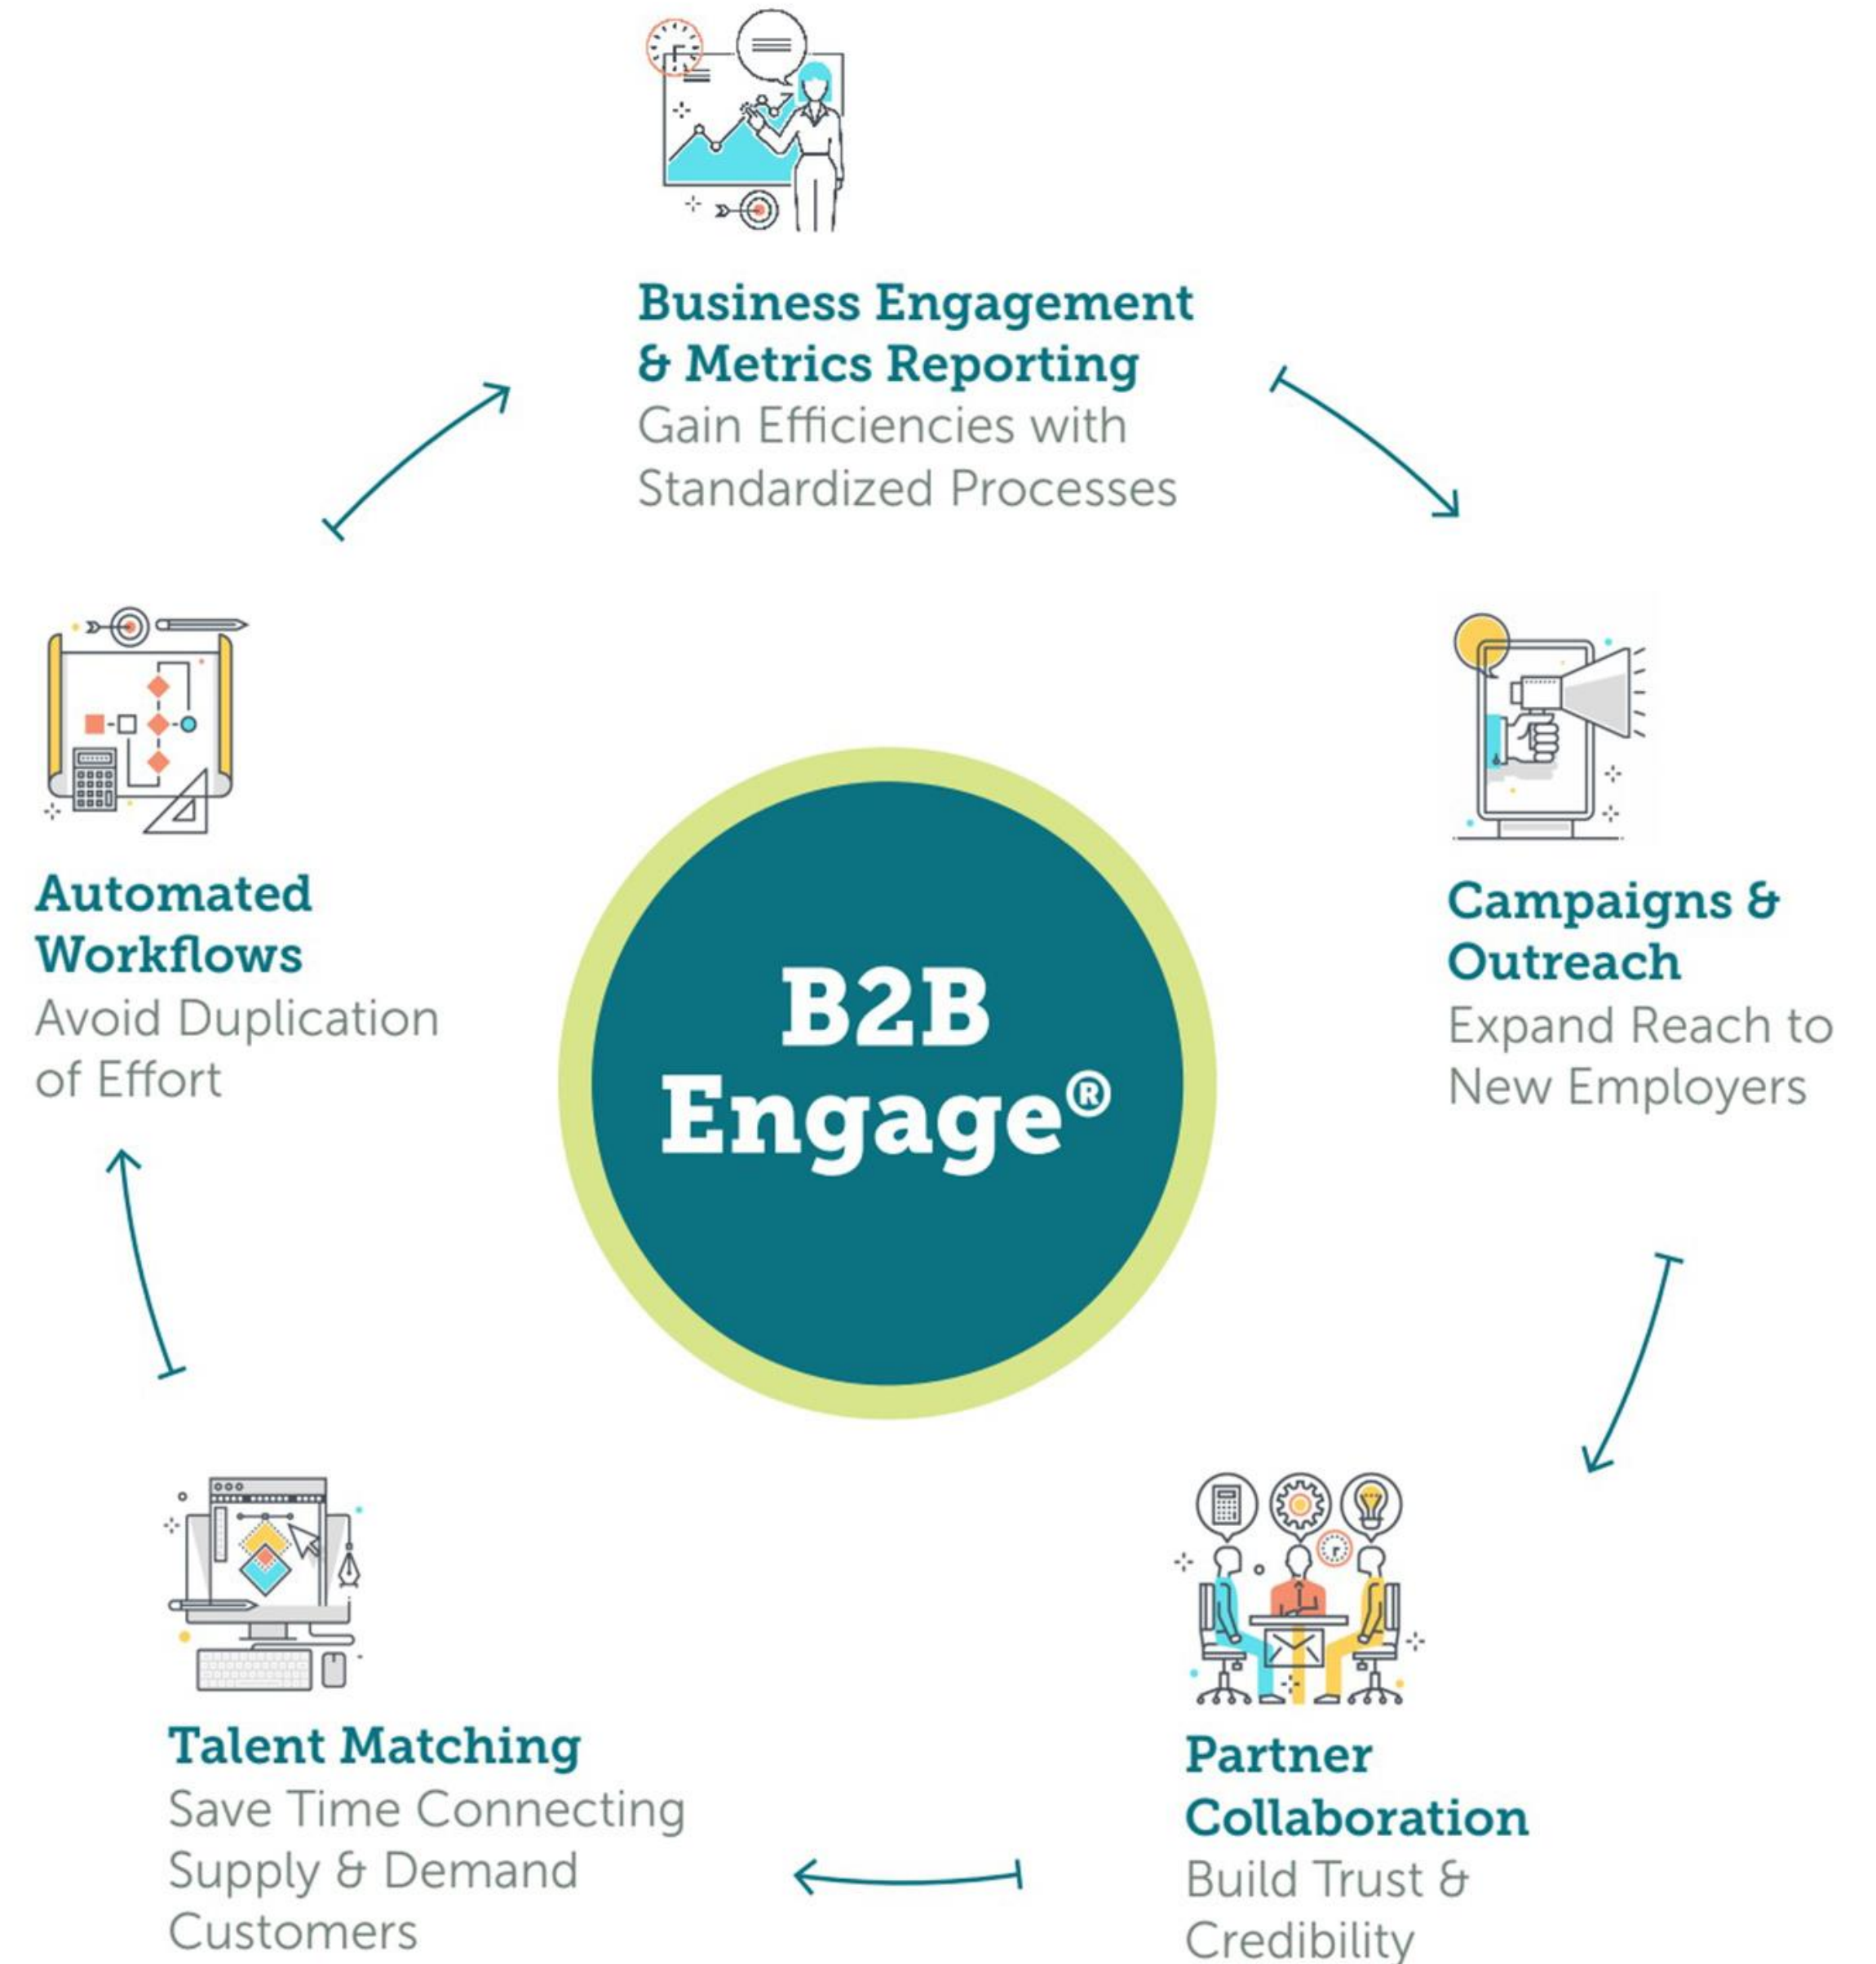 Business Engagement
& Metrics Reporting
Gain Efficiencies with
Standardized Processes
Automated
Workflows
Avoid Duplication
of Effort
Campaigns &
Outreach
Expand Reach to
New Employers
B2B
Engage®
Talent Matching
Save Time Connecting
Supply & Demand
Customers
Partner
Collaboration
Build Trust &
Credibility